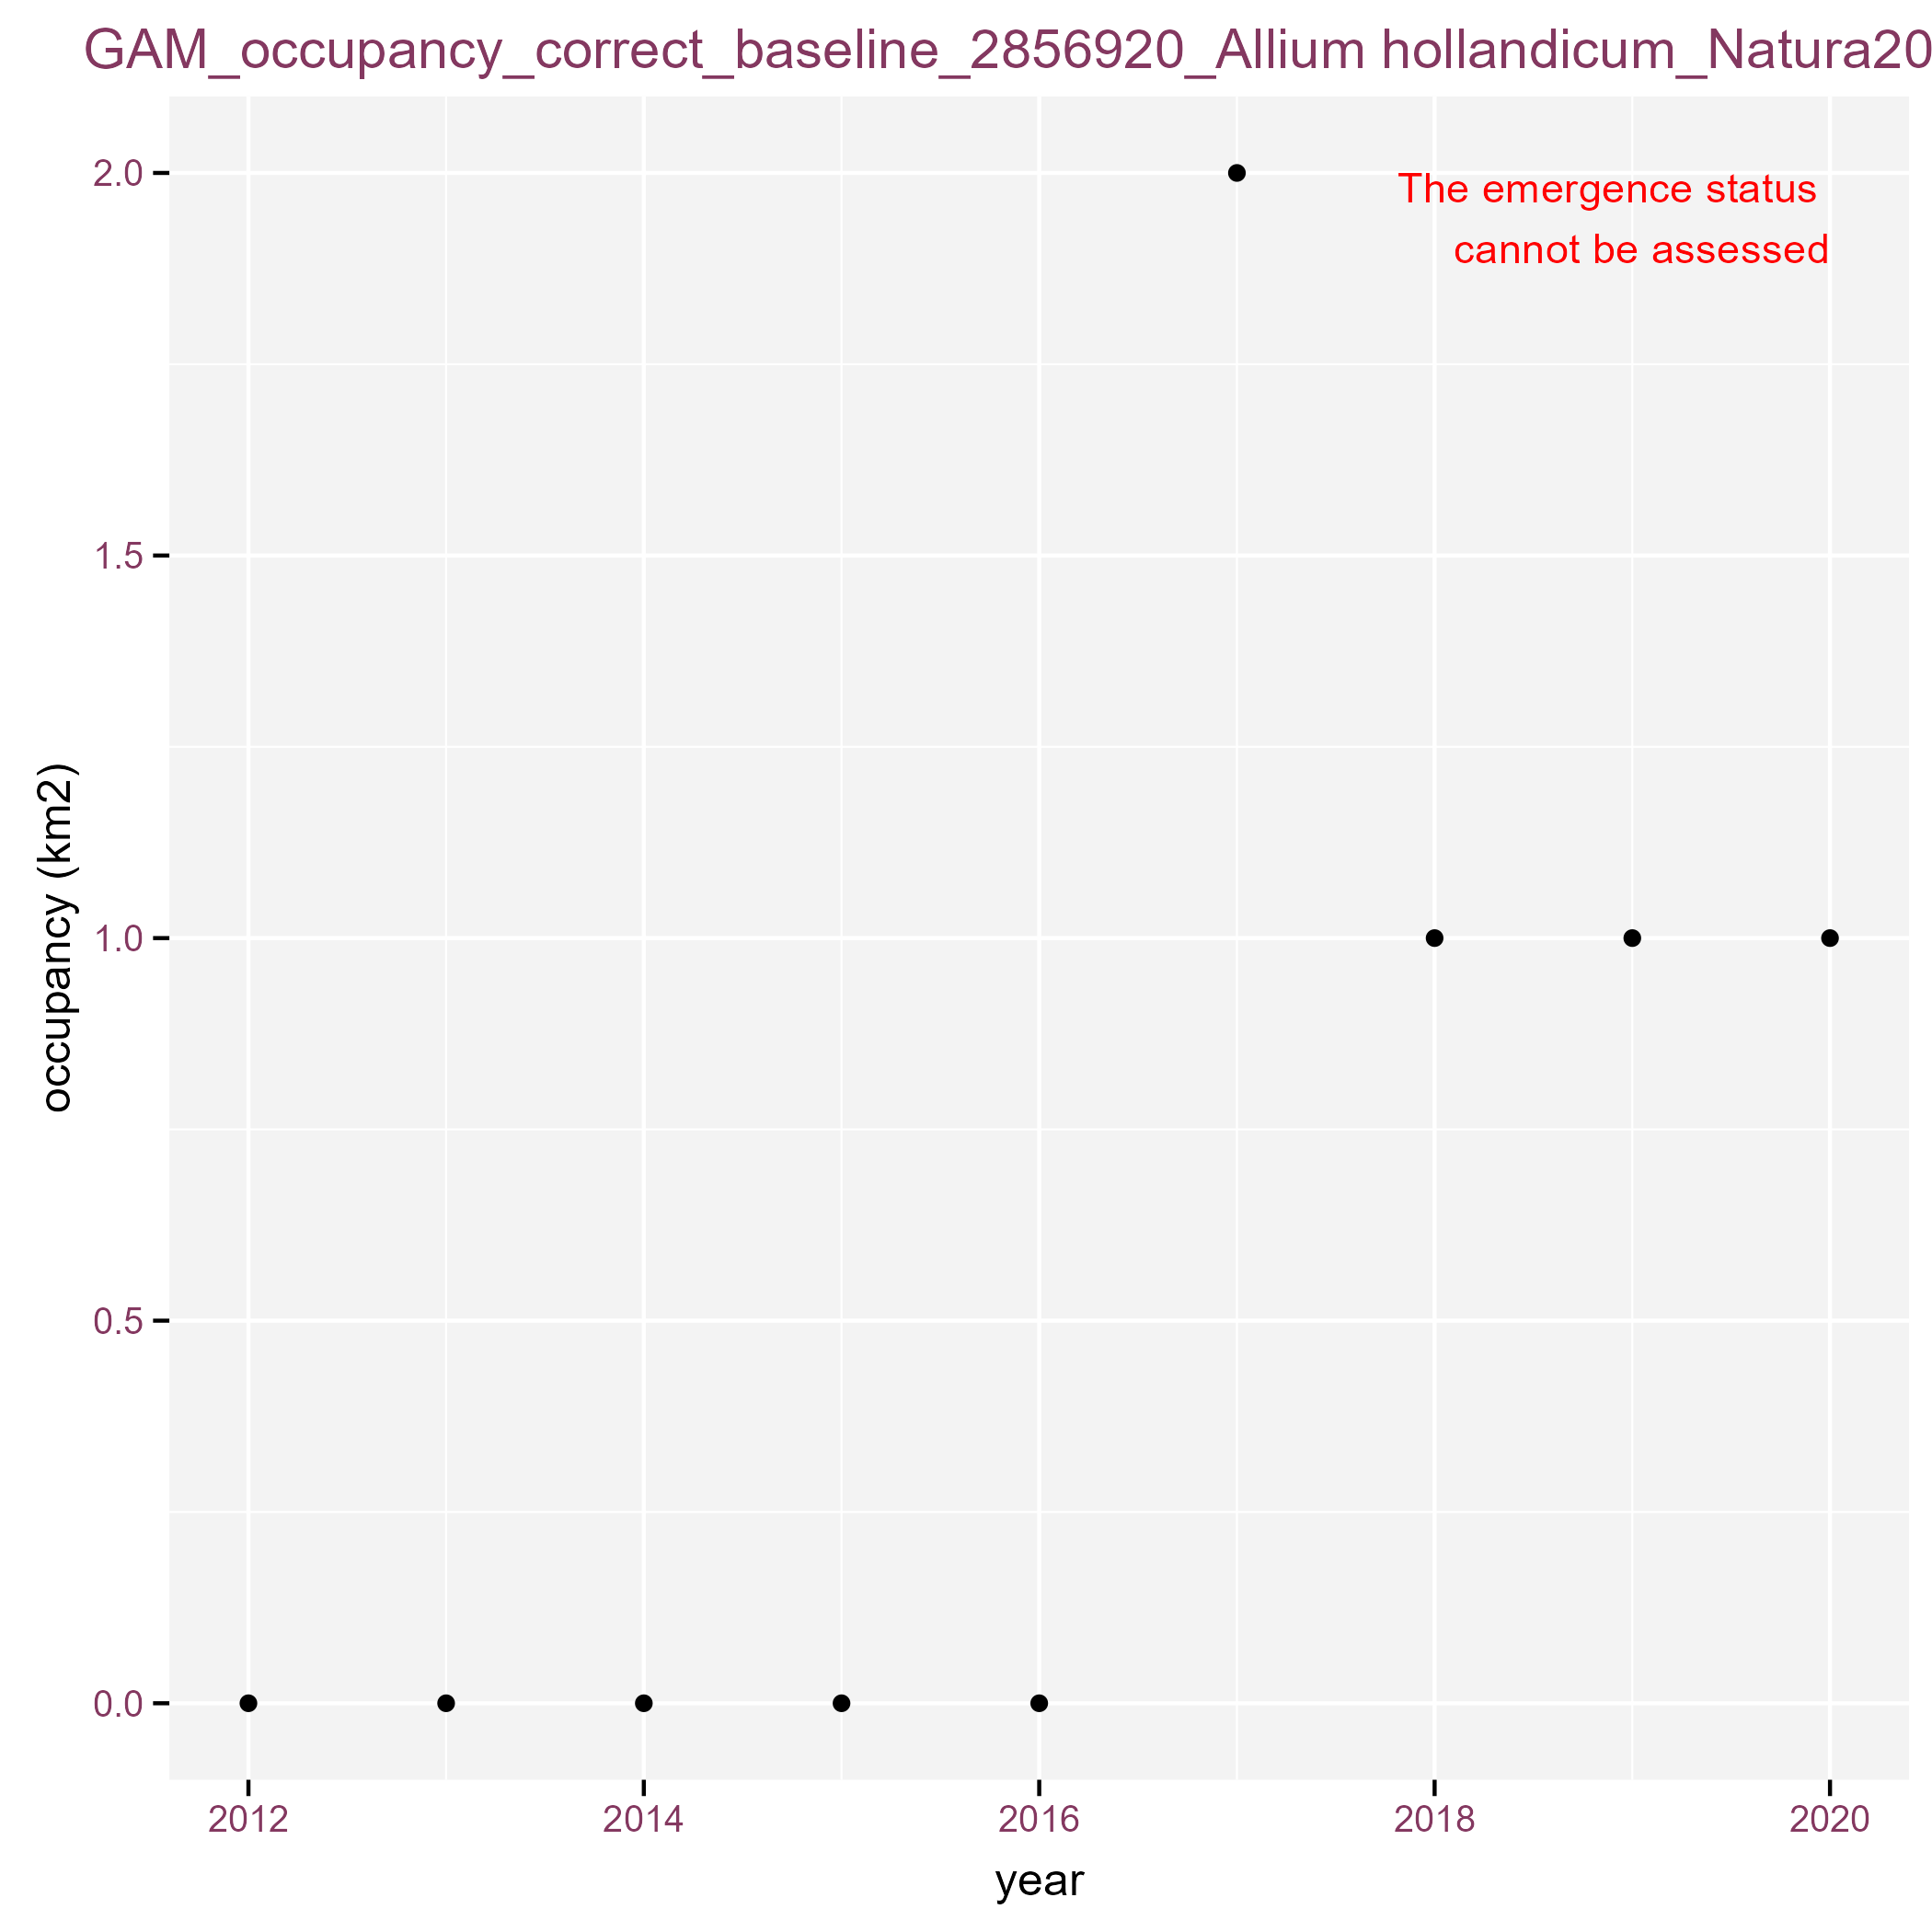 GAM_occupancy_correct_baseline_2856920_Allium hollandicum_Natura20
2.0
The emergence status
cannot be assessed
1.5
occupancy (km2)
1.0
0.5
0.0
2012 2014 2016 2018 2020
year